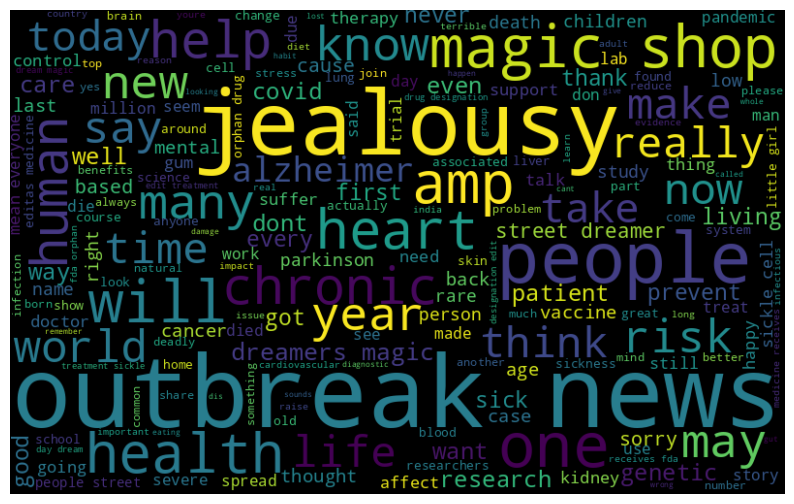 country
brain
youre
lost
terrible
habit
diet
top
control
yes
reason
dream magic
looking
today
help
new
care
last
million
seem
say
around
mental
well
gum
science
based
benefits
edit treatment
human
mean everyone
editas medicine
die
always
course
many
anyone
time
way
right
fda orphan
look
natural
name
born
show
infection
doctor
deadly
cancer
will
world
home
treatment sickle
common
share
dis
health
good
school
important
eating
day dream
going
people street
severe
spread
thought
life
outbreak news
jealousy
know
never
due
change
therapy
death
children
pandemic
cause
cell
stress
lung
join
day
low
please
whole
covid
even
support
don
found
reduce
give
adult
happen
evidence
man
lab
thank
magic shop
make
really
orphan drug
said
trial
drug designation
group
learn
little girl
alzheimer
amp
associated
liver
cant
called
study
thing
talk
part
first
suffer
real
actually
india
problem
take
now
come
living
system
dont
heart
street dreamer
every
damage
parkinson
work
need
skin
back
impact
rare
people
designation edit
patient
prevent
treat
sickle cell
infectious
much
great
long
chronic
year
issue
got
person
vaccine
remember
died
made
see
dreamers magic
think
risk
happy
mind
better
still
age
sickness
medicine receives
cardiovascular
diagnostic
another
something
sounds
raise
old
sick
case
blood
want
one
may
sorry
use
receives fda
researchers
research
affect
kidney
genetic
story
wrong
number